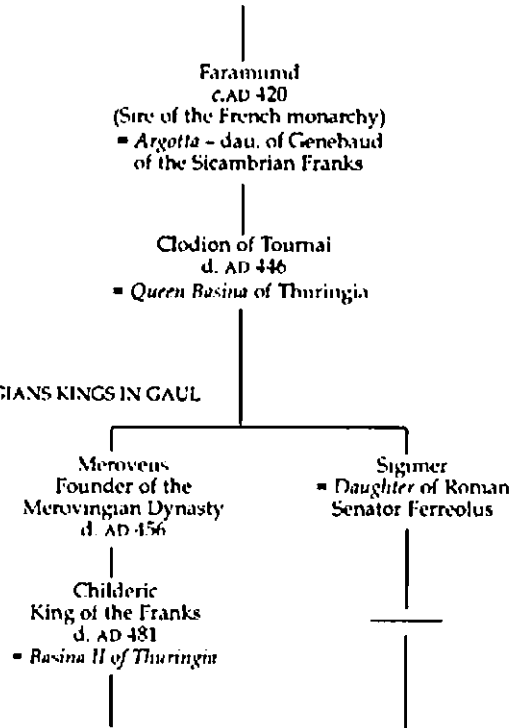 Faramund
c.AD 420
(Sire of the French monarchy)
= Argotta – dau. of Genebaud
of the Sicambrian Franks
Clodion of Tournai
d. AD 446
= Queen Basina of Thuringia
GIANS KINGS IN GAUL
Meroveus
Founder of the
Merovingian Dynasty
d. AD 456
Sigimer
= Daughter of Roman
Senator Ferreolus
Childeric
King of the Franks
d. AD 481
= Basina II of Thuringia